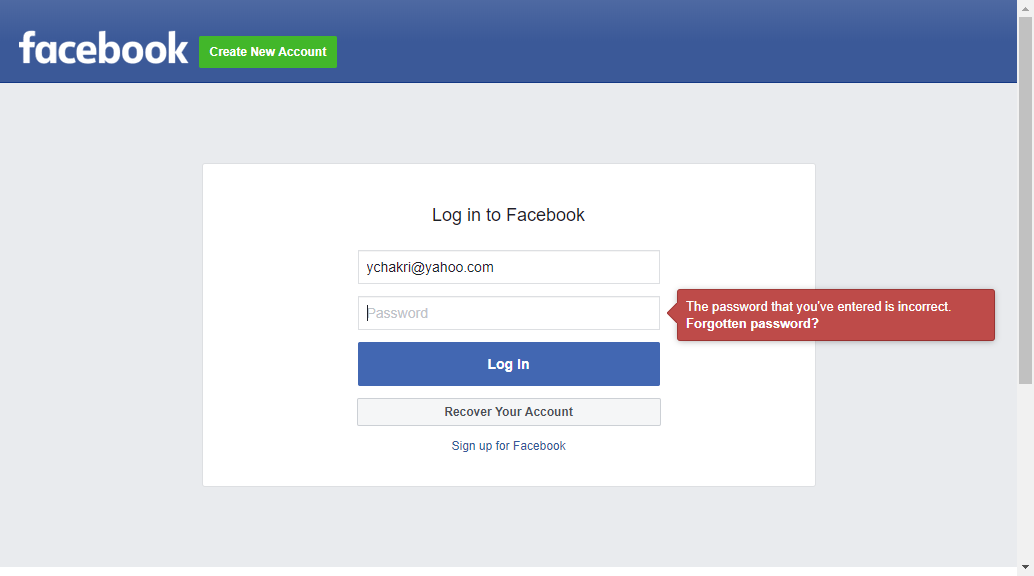 facebook
Create New Account
Log in to Facebook
ychakri@yahoo.com
Password
The password that you've entered is incorrect.
Forgotten password?
Log In
Recover Your Account
Sign up for Facebook